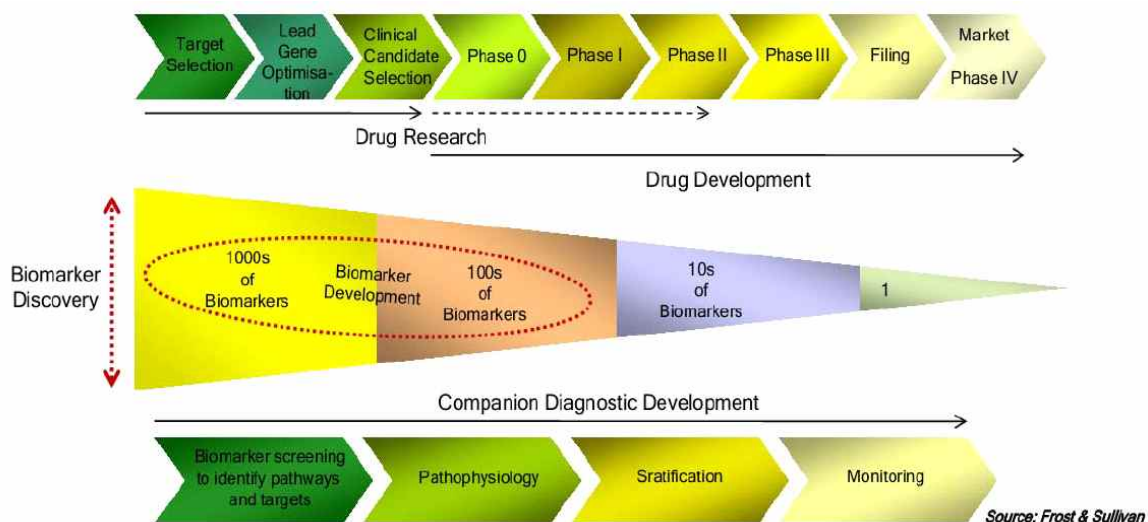 Target
Selection
Lead
Gene
Optimisa-
tion
Clinical
Candidate
Selection
Phase 0
Phase I
Phase II
Phase III
Filing
Market
Phase IV
Drug Research
Drug Development
Biomarker
Discovery
1000s
of
Biomarkers
Biomarker
Development
100s
of
Biomarkers
10s
of
Biomarkers
1
Companion Diagnostic Development
Biomarker screening
to identify pathways
and targets
Pathophysiology
Sratification
Monitoring
Source: Frost & Sullivan